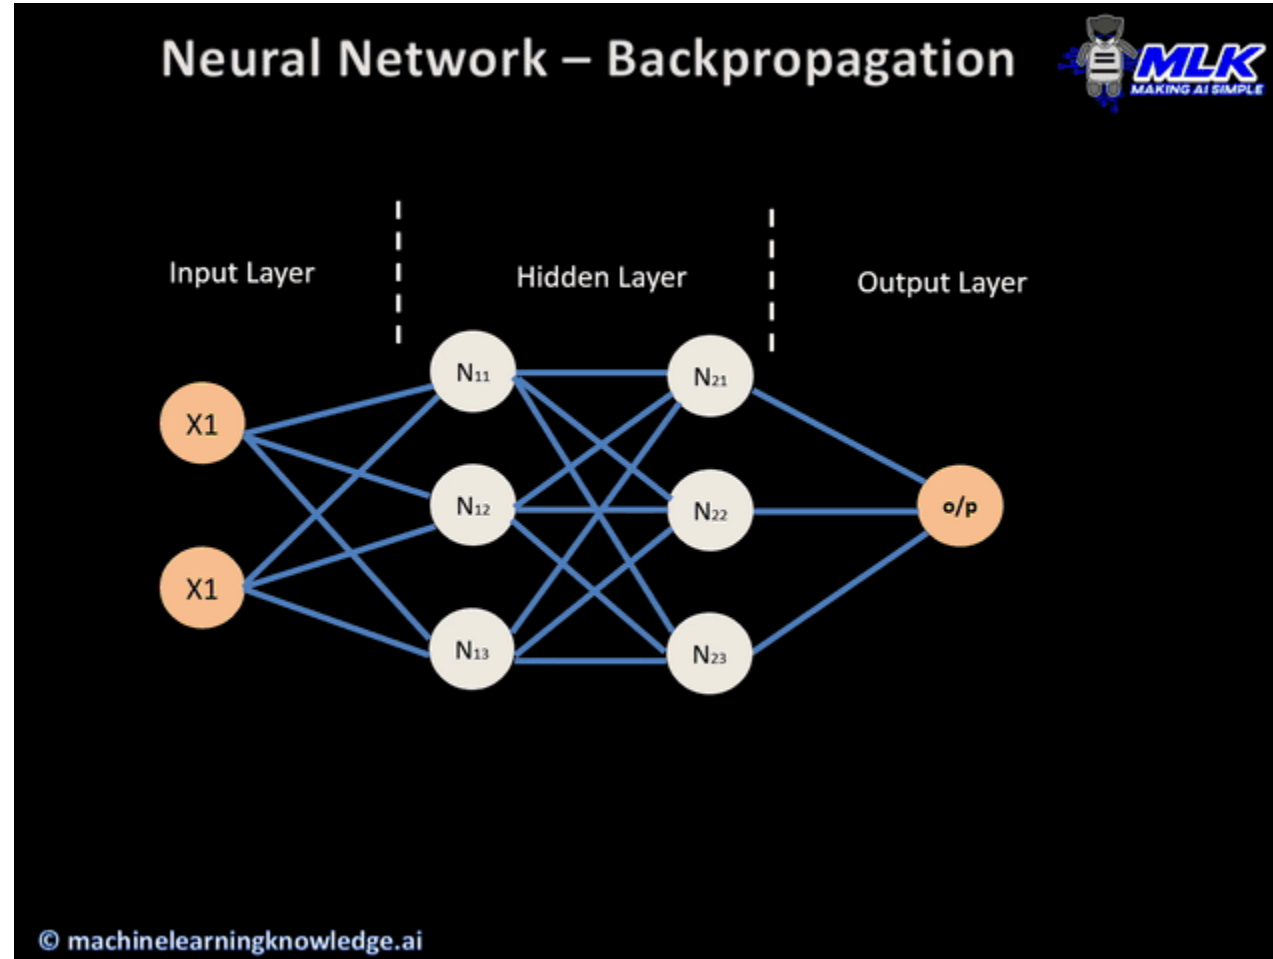 Neural Network – Backpropagation
MLK
MAKING AI SIMPLE
Input Layer
Hidden Layer
Output Layer
N₁₁
N₂₁
X1
N₁₂
N₂₂
o/p
X1
N₁₃
N₂₃
© machinelearningknowledge.ai